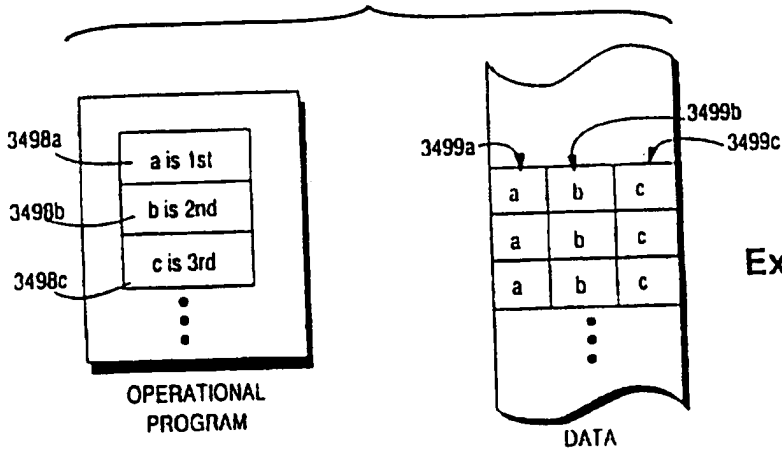 3498a
a is 1st
3498b
b is 2nd
3498c
c is 3rd
OPERATIONAL
PROGRAM
3499a
3499b
3499c
a b c
a b c
a b c
DATA
Ex